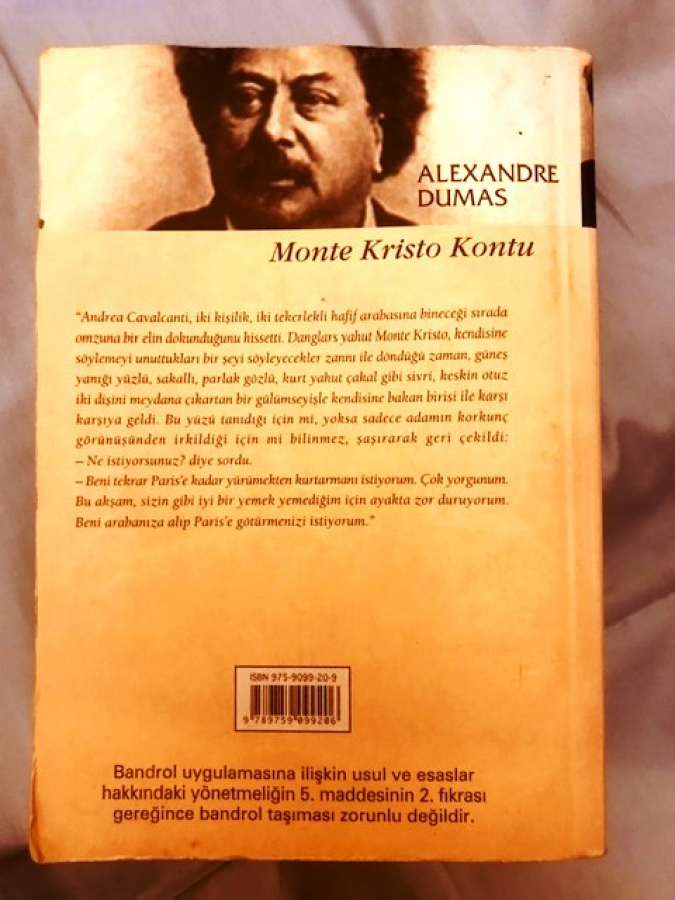 ALEXANDRE
DUMAS
Monte Kristo Kontu
“Andrea Cavalcanti, iki kişilik, iki tekerlekli hafif arabasına bineceği sırada
omzuna bir elin dokunduğunu hissetti. Danglars yahut Monte Kristo, kendisine
söylemeyi unuttukları bir şeyi söyleyecekler zannı ile döndüğü zaman, güneş
yanığı yüzlü, sakallı, parlak gözlü, kurt yahut çakal gibi sivri, keskin otuz
iki dişini meydana çıkartan bir gülümseyişle kendisine bakan birisi ile karşı
karşıya geldi. Bu yüzü tanıdığı için mi, yoksa sadece adamın korkunç
görünüşünden irkildiği için mi bilinmez, şaşırarak geri çekildi:
– Ne istiyorsunuz? diye sordu.
– Beni tekrar Paris'e kadar yürümekten kurtarmanı istiyorum. Çok yorgunum.
Bu akşam, sizin gibi iyi bir yemek yemediğim için ayakta zor duruyorum.
Beni arabanıza alıp Paris'e götürmenizi istiyorum.”
ISBN 975-9099-20-9
9 789759 099206
Bandrol uygulamasına ilişkin usul ve esaslar
hakkındaki yönetmeliğin 5. maddesinin 2. fıkrası
gereğince bandrol taşıması zorunlu değildir.